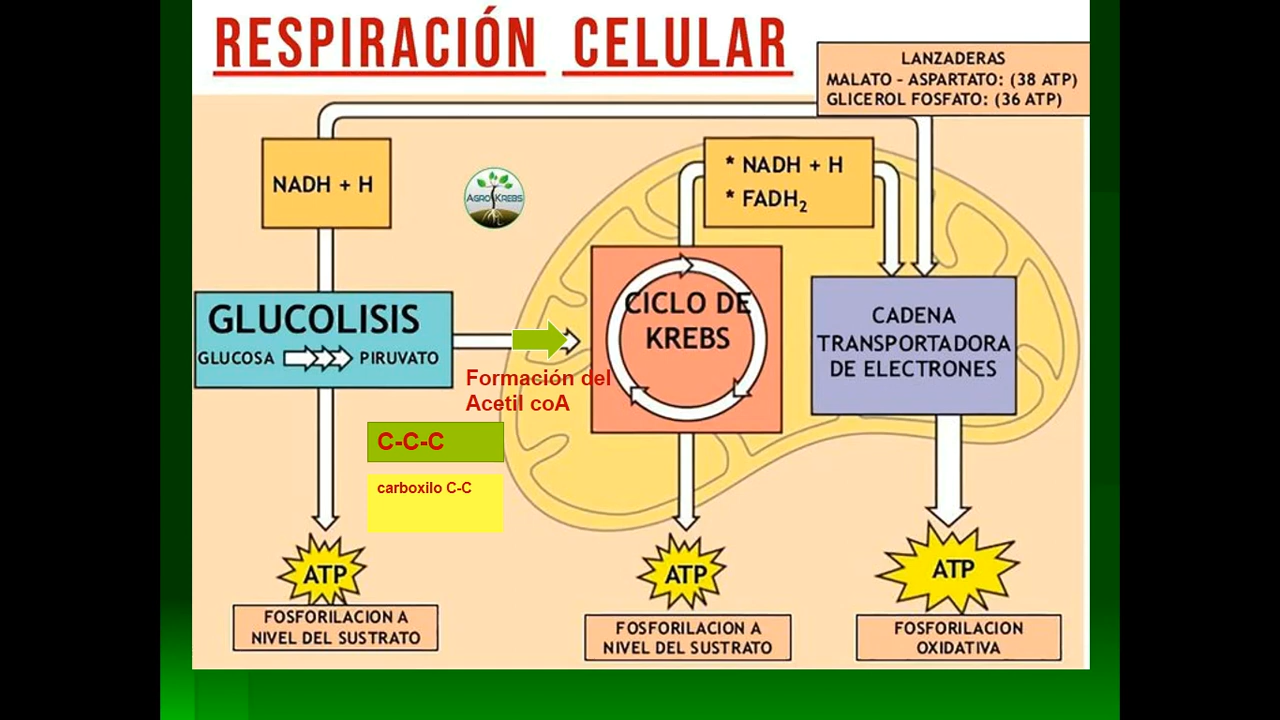 RESPIRACIÓN CELULAR
LANZADERAS
MALATO - ASPARTATO: (38 ATP)
GLICEROL FOSFATO: (36 ATP)
NADH + H
AGRO KREBS
* NADH + H
* FADH₂
GLUCOLISIS
GLUCOSA PIRUVATO
CICLO DE
KREBS
CADENA
TRANSPORTADORA
DE ELECTRONES
Formación del
Acetil coA
C-C-C
carboxilo C-C
ATP
ATP
ATP
FOSFORILACION A
NIVEL DEL SUSTRATO
FOSFORILACION A
NIVEL DEL SUSTRATO
FOSFORILACION
OXIDATIVA